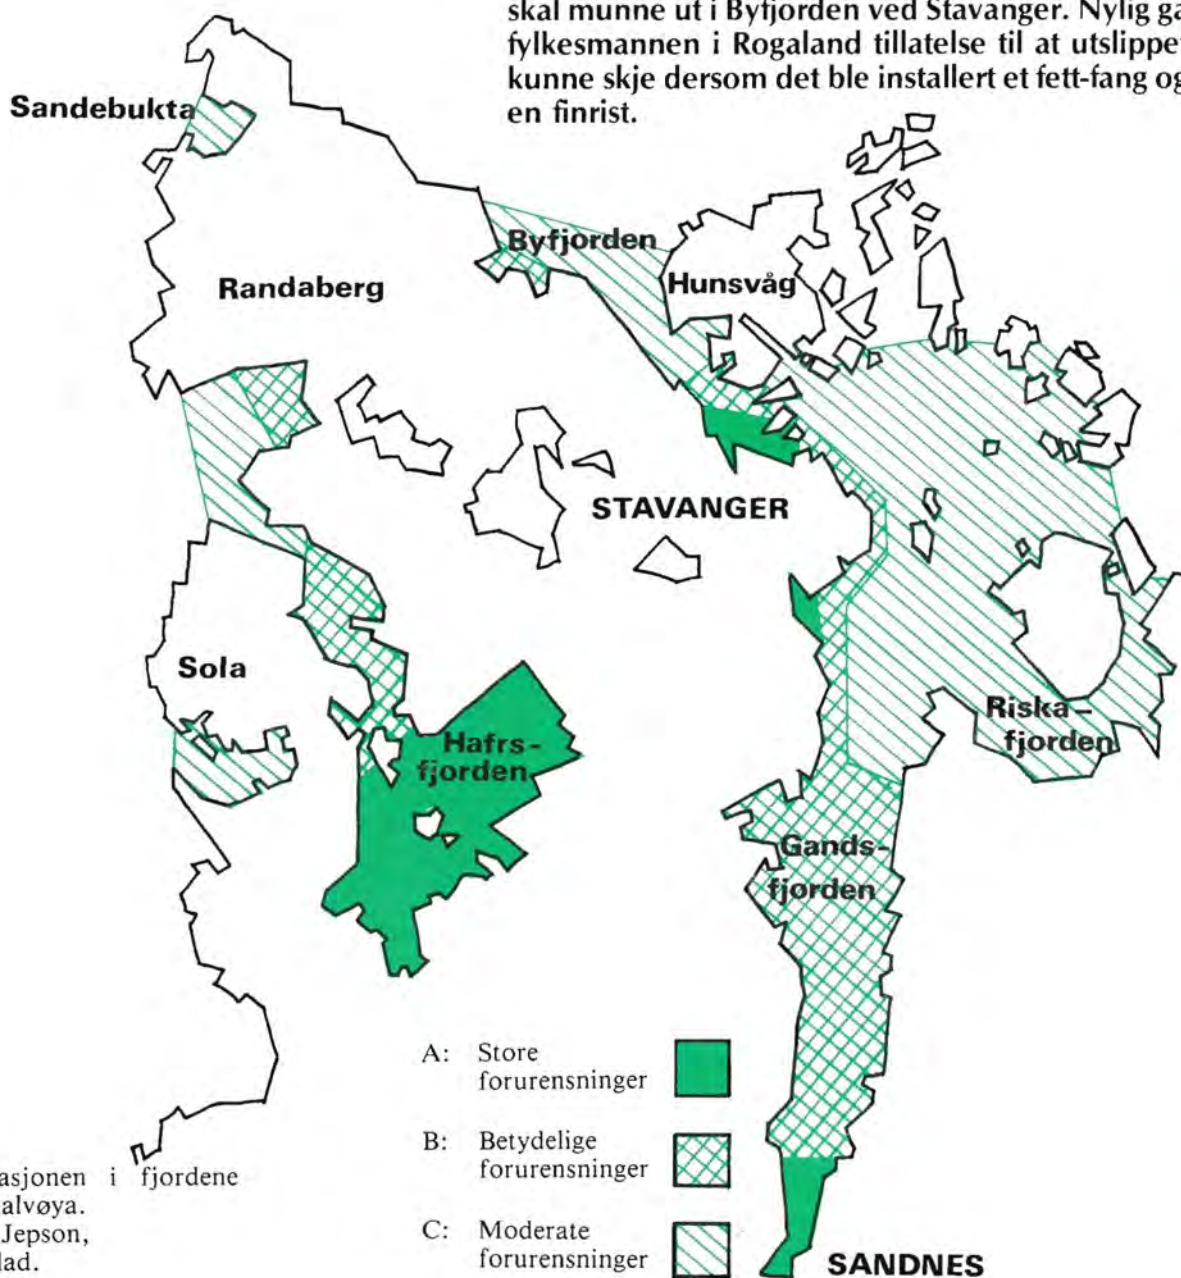 skal munne ut i Byfjorden ved Stavanger. Nylig ga
fylkesmannen i Rogaland tillatelse til at utslippet
kunne skje dersom det ble installert et fett-fang og
en finrist.
Sandebukta
Byfjorden
Hunsvåg
Randaberg
STAVANGER
Sola
Riska-
fjorden
Hafrs-
fjorden
Gands-
fjørden
A: Store
forurensninger
B: Betydelige
forurensninger
C: Moderate
forurensninger
SANDNES
asjonen i fjordene
alvøya.
Jepson,
lad.